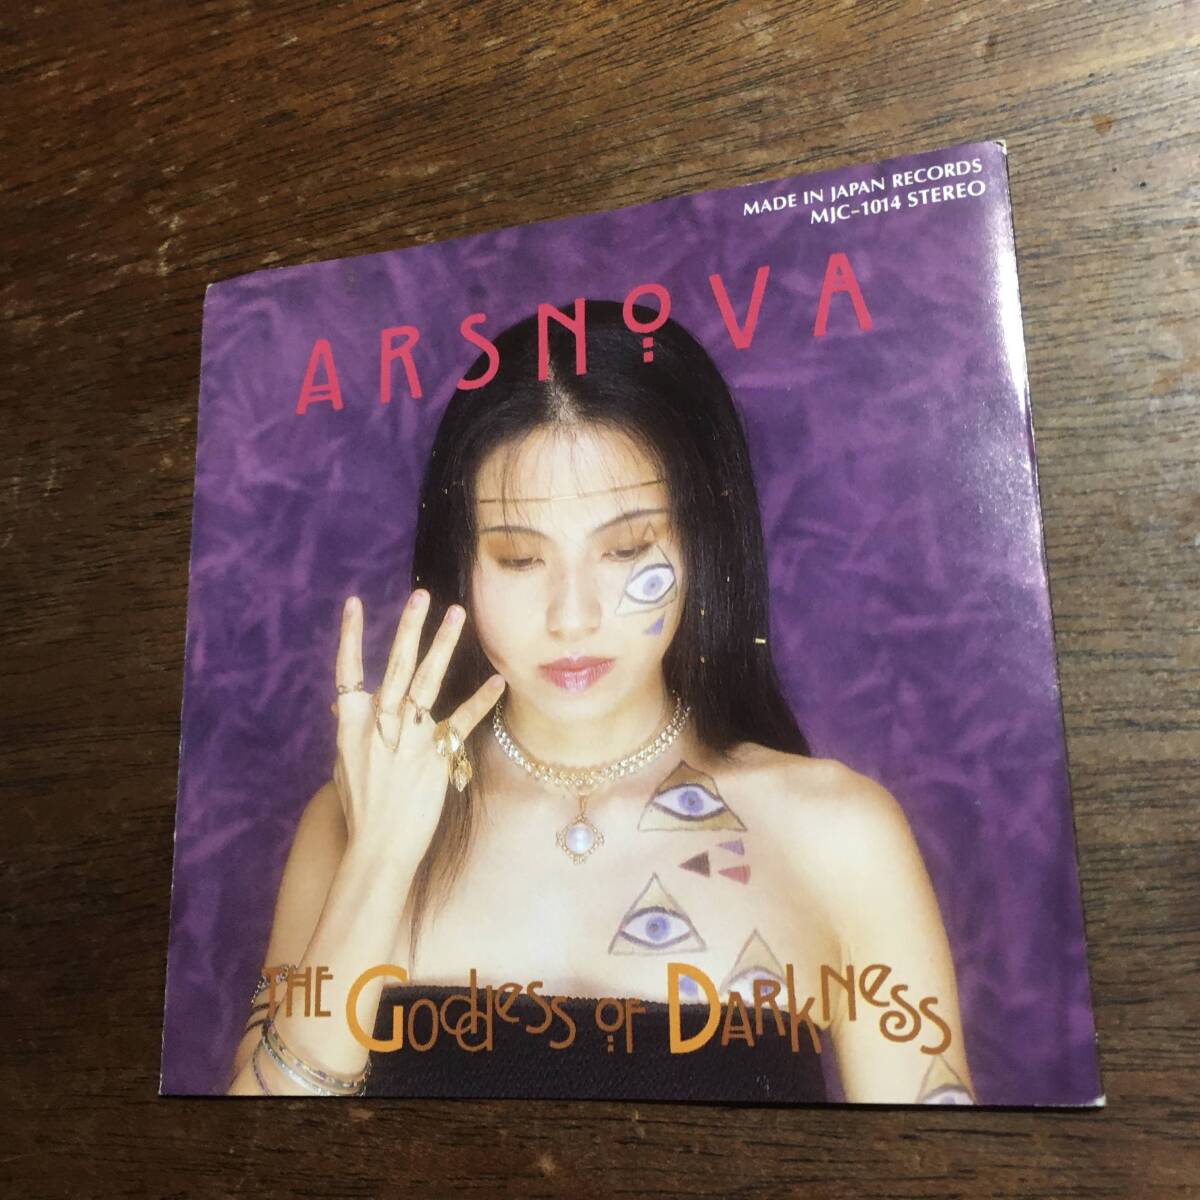 MADE IN JAPAN RECORDS
MJC-1014 STEREO
ARSNOVA
THE GODDESS OF DARKNESS